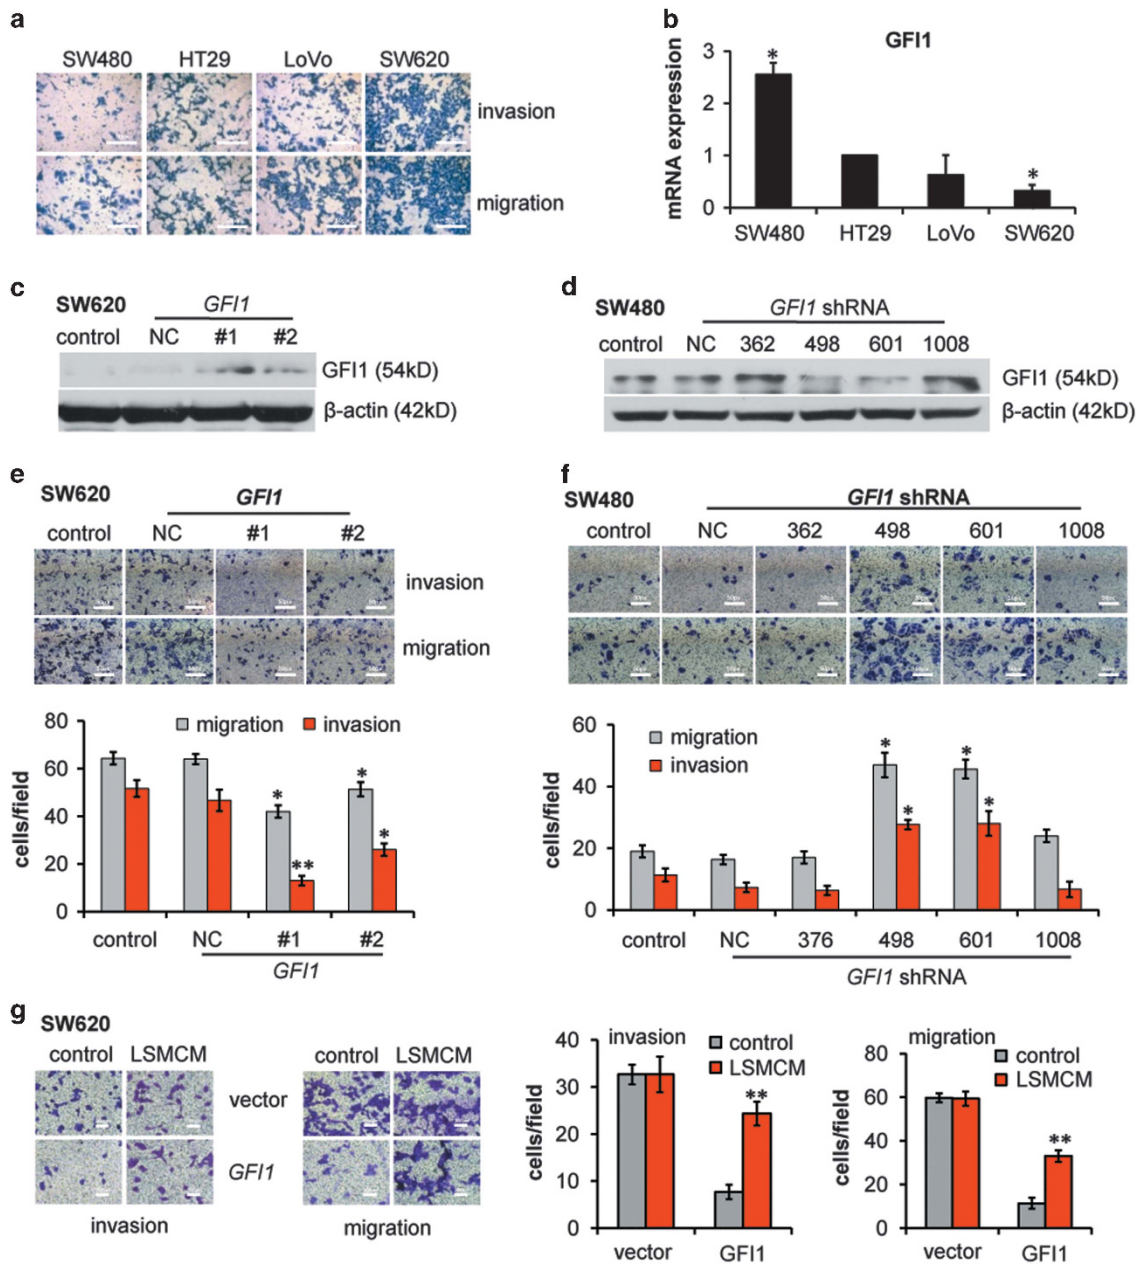 a
SW480 HT29 LoVo SW620
invasion
migration
b
GFI1
mRNA expression
3
2
1
0
*
*
SW480 HT29 LoVo SW620
c
SW620 GFI1
control NC #1 #2
GFI1 (54kD)
β-actin (42kD)
d
SW480 GFI1 shRNA
control NC 362 498 601 1008
GFI1 (54kD)
β-actin (42kD)
e
SW620 GFI1
control NC #1 #2
invasion
migration
migration invasion
cells/field
80
60
40
20
0
* ** * *
control NC #1 #2
GFI1
f
SW480 GFI1 shRNA
control NC 362 498 601 1008
migration
invasion
cells/field
60
40
20
0
* * * *
control NC 376 498 601 1008
GFI1 shRNA
g
SW620
control LSMCM control LSMCM
vector
GFI1
invasion migration
invasion
control
LSMCM
cells/field
40
30
20
10
0
**
vector GFI1
migration
control
LSMCM
cells/field
80
60
40
20
0
**
vector GFI1